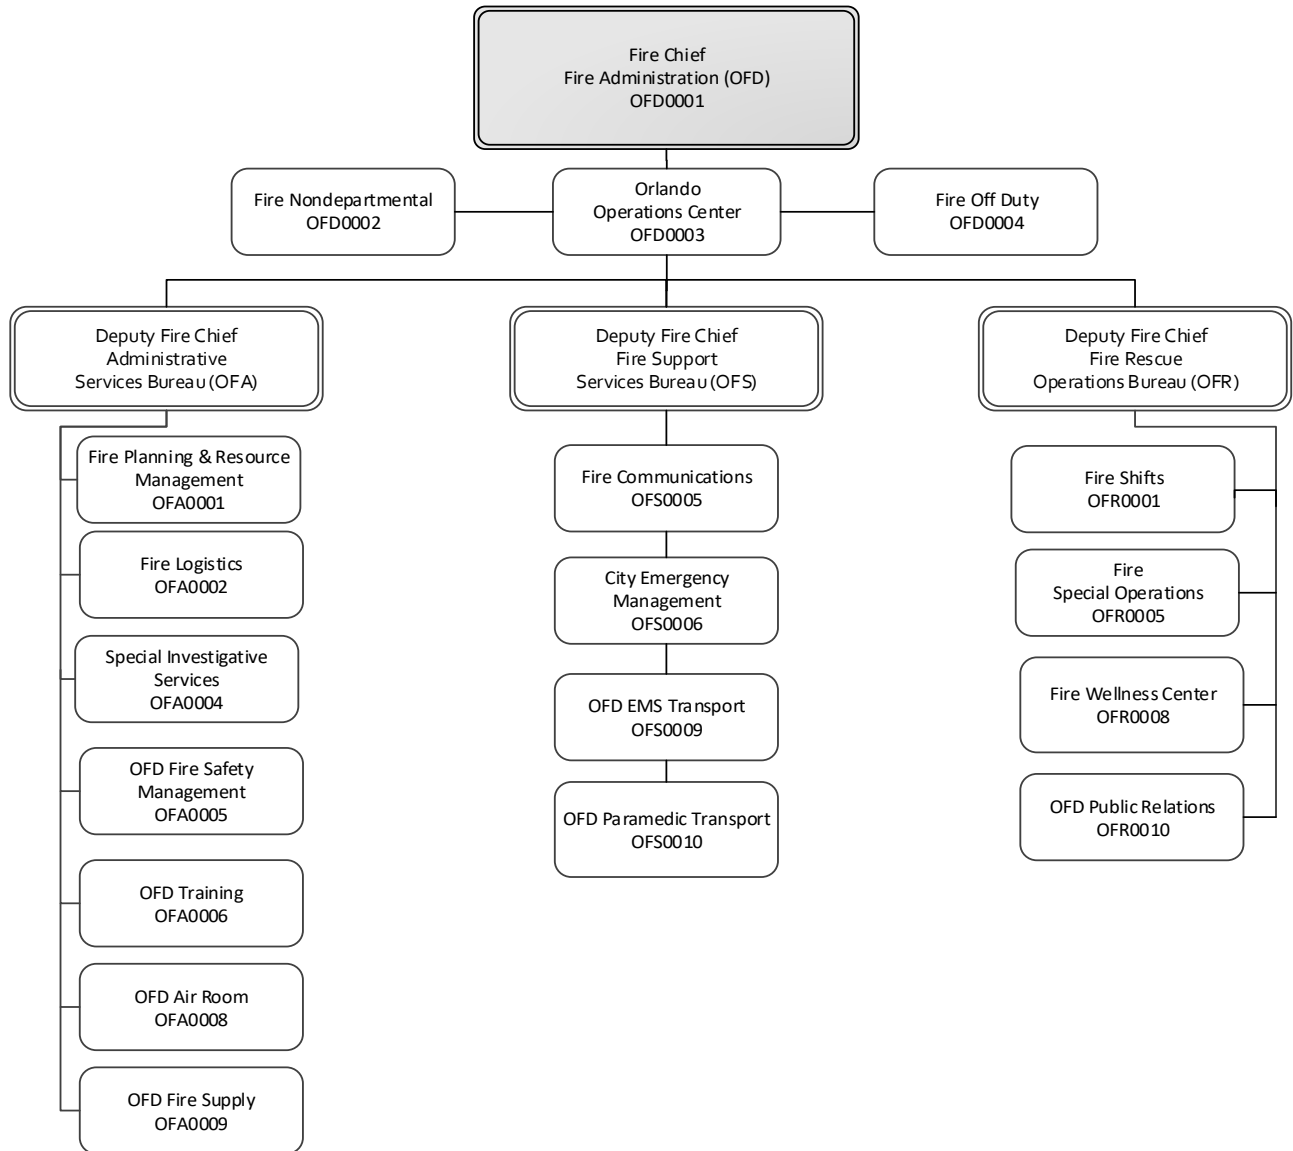 Fire Chief
Fire Administration (OFD)
OFD0001
Fire Nondepartmental
OFD0002
Orlando
Operations Center
OFD0003
Fire Off Duty
OFD0004
Deputy Fire Chief
Administrative
Services Bureau (OFA)
Deputy Fire Chief
Fire Support
Services Bureau (OFS)
Deputy Fire Chief
Fire Rescue
Operations Bureau (OFR)
Fire Planning & Resource
Management
OFA0001
Fire Logistics
OFA0002
Special Investigative
Services
OFA0004
OFD Fire Safety
Management
OFA0005
OFD Training
OFA0006
OFD Air Room
OFA0008
OFD Fire Supply
OFA0009
Fire Communications
OFS0005
City Emergency
Management
OFS0006
OFD EMS Transport
OFS0009
OFD Paramedic Transport
OFS0010
Fire Shifts
OFR0001
Fire
Special Operations
OFR0005
Fire Wellness Center
OFR0008
OFD Public Relations
OFR0010